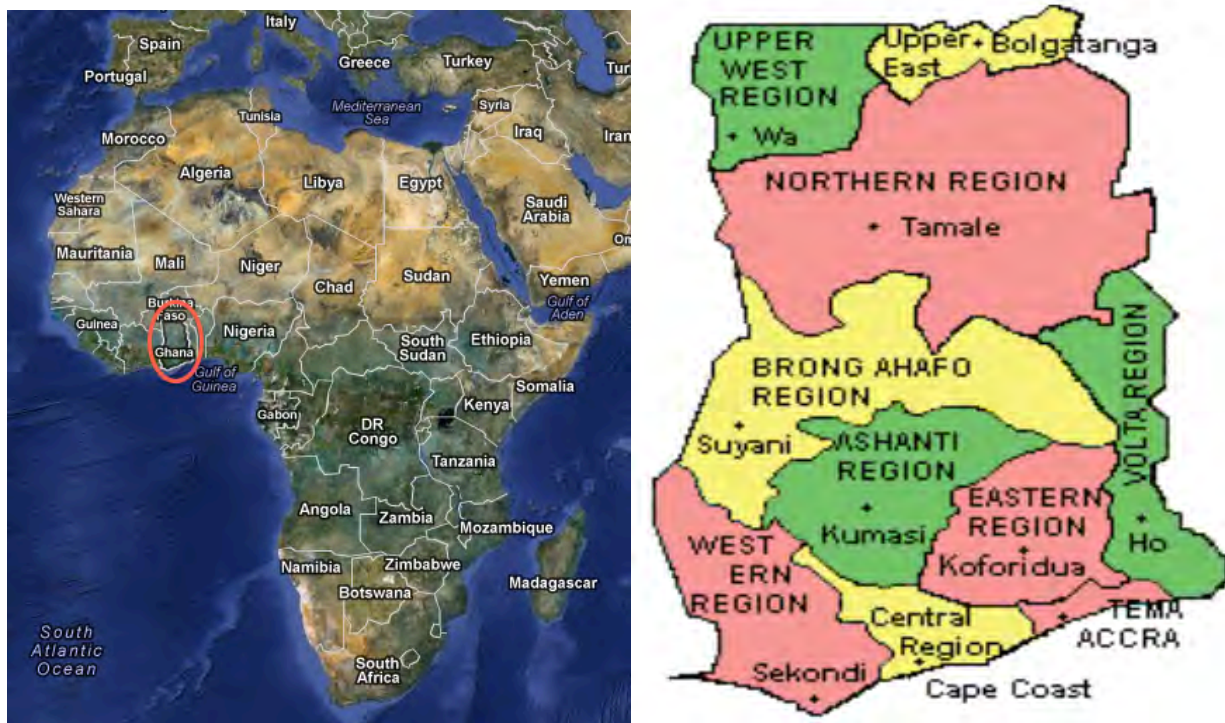 Italy
Spain
Portugal
Greece
Turkey
Tur
Mediterranean
Sea
Tunisia
Syria
Iraq
Iran
Morocco
Algeria
Libya
Egypt
Western
Sahara
Saudi
Arabia
Om
Mauritania
Mali
Niger
Chad
Sudan
Yemen
Gulf of
Aden
Burkina
Faso
Guinea
Ghana
Nigeria
Gulf of
Guinea
South
Sudan
Ethiopia
Somalia
Gabon
DR
Congo
Kenya
Tanzania
Angola
Zambia
Mozambique
Namibia
Zimbabwe
Botswana
Madagascar
South
Atlantic
Ocean
South
Africa
UPPER
WEST
REGION
Wa
Upper
East
Bolgatanga
NORTHERN REGION
Tamale
BRONG AHAFO
REGION
Suyani
ASHANTI
REGION
Kumasi
VOLTA REGION
Ho
EASTERN
REGION
Koforidua
WEST
ERN
REGION
Sekondi
Central
Region
Cape Coast
TEMA
ACCRA